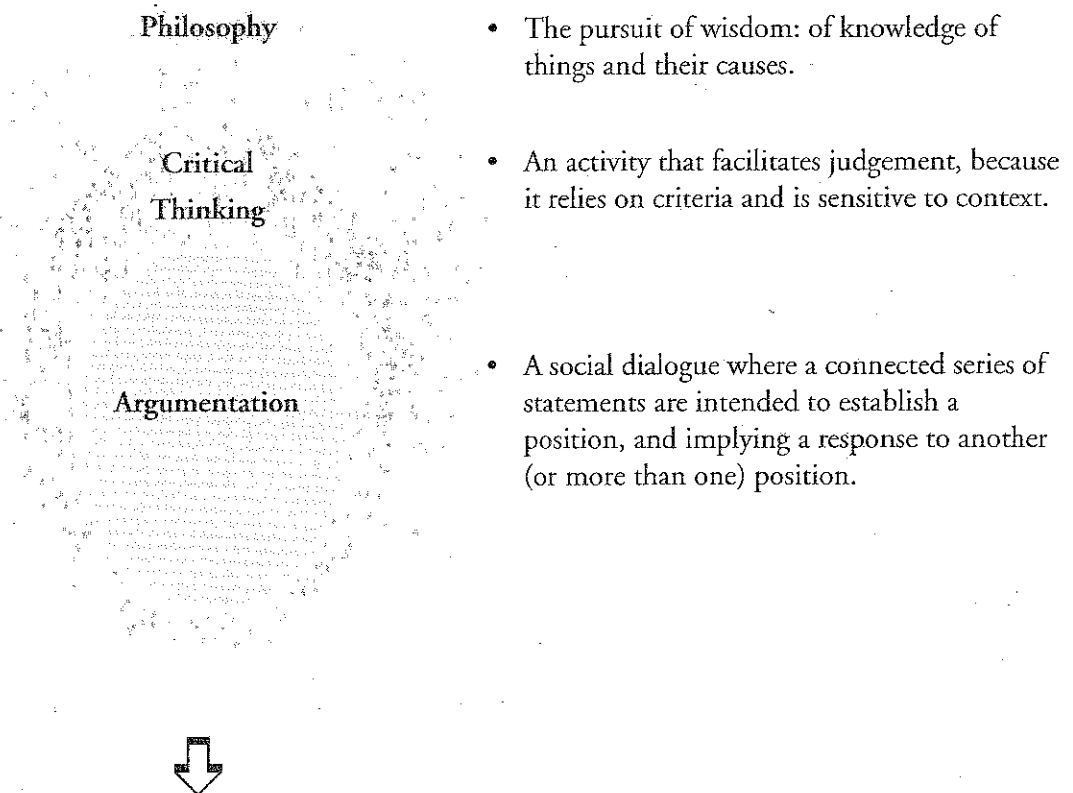 Philosophy
• The pursuit of wisdom: of knowledge of
things and their causes.
Critical
Thinking
• An activity that facilitates judgement, because
it relies on criteria and is sensitive to context.
Argumentation
• A social dialogue where a connected series of
statements are intended to establish a
position, and implying a response to another
(or more than one) position.